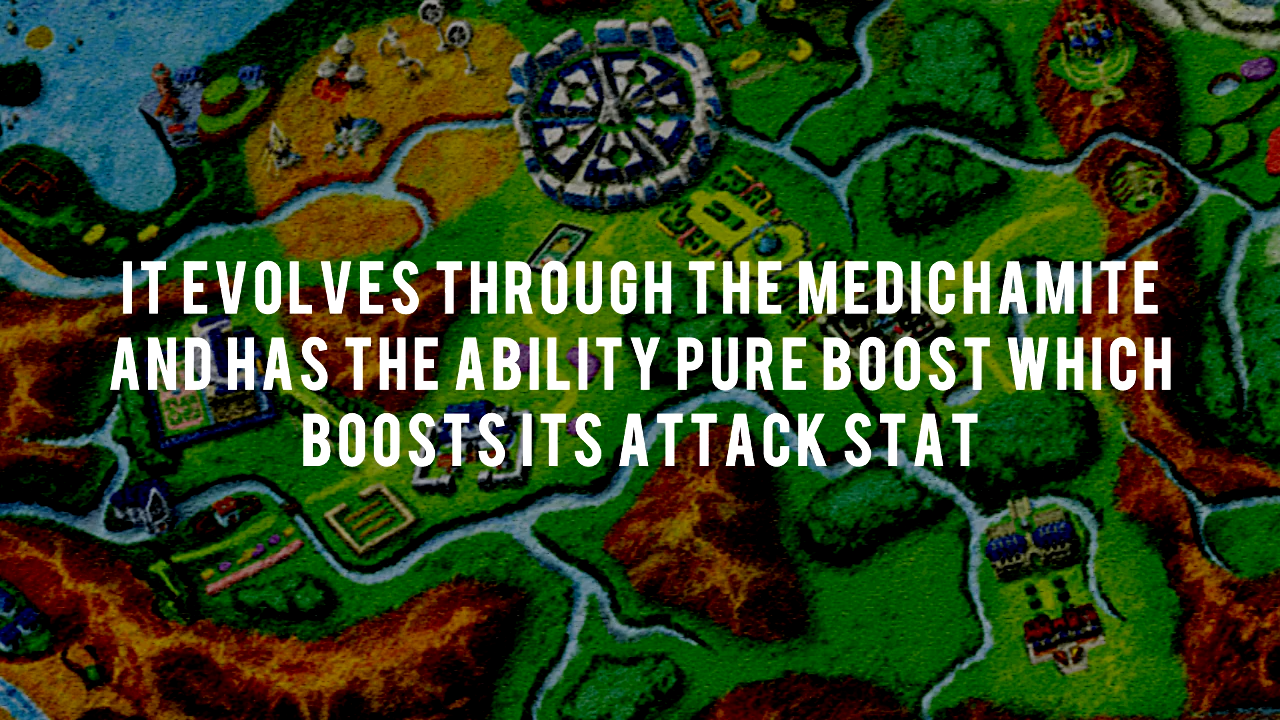 IT EVOLVES THROUGH THE MEDICHAMITE
AND HAS THE ABILITY PURE BOOST WHICH
BOOSTS ITS ATTACK STAT